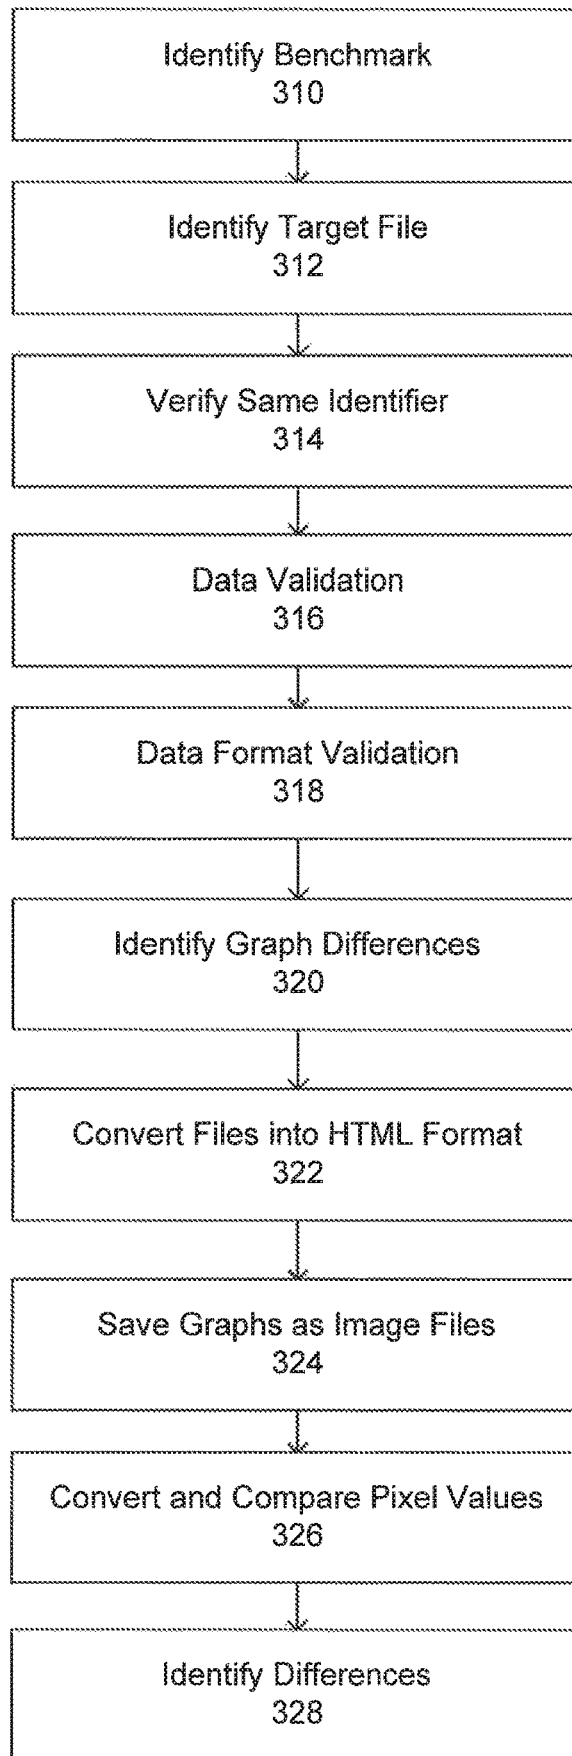 Identify Benchmark
310
Identify Target File
312
Verify Same Identifier
314
Data Validation
316
Data Format Validation
318
Identify Graph Differences
320
Convert Files into HTML Format
322
Save Graphs as Image Files
324
Convert and Compare Pixel Values
326
Identify Differences
328